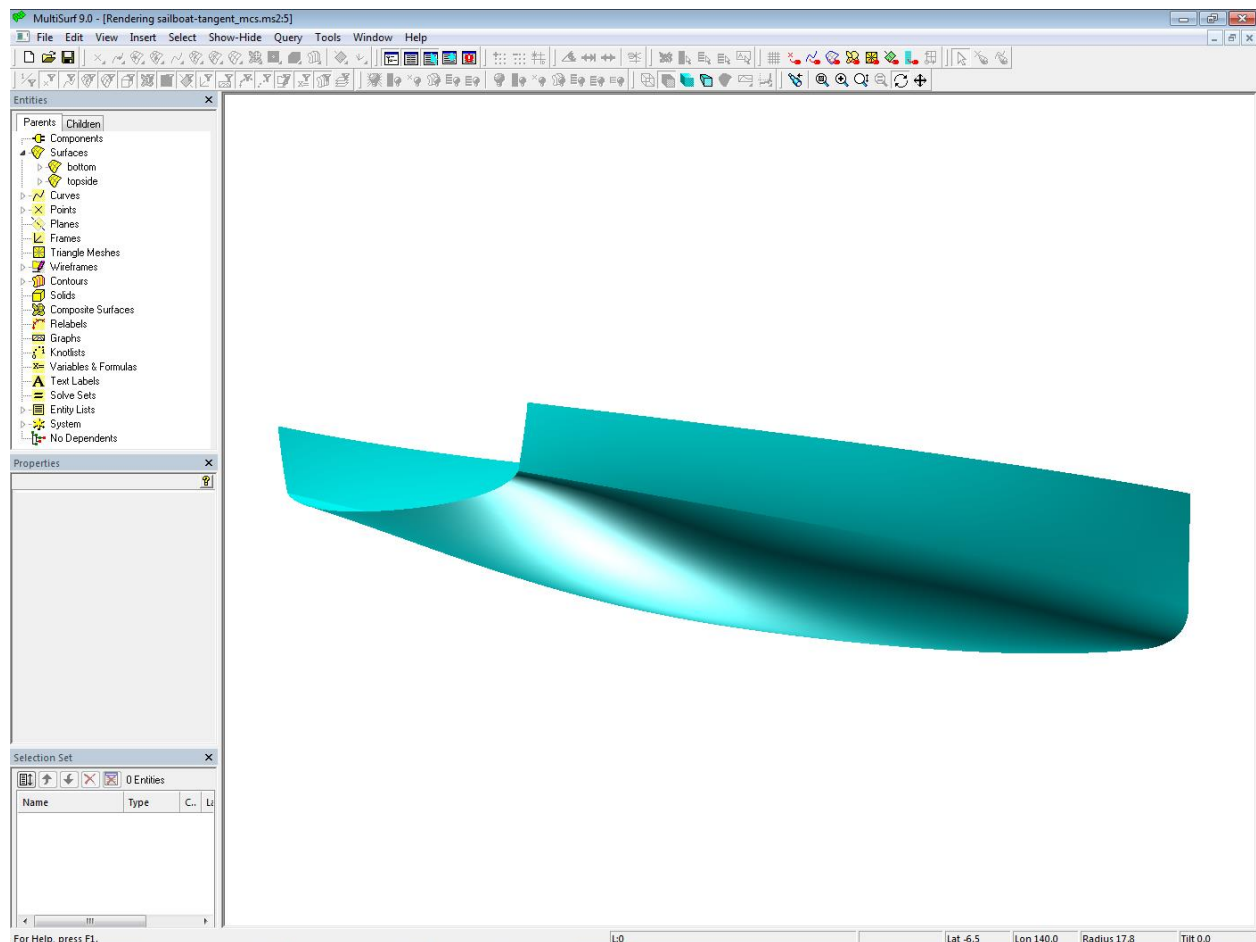 MultiSurf 9.0 - [Rendering sailboat-tangent_mcs.ms2:5]
File Edit View Insert Select Show-Hide Query Tools Window Help
Entities
Parents Children
Components
Surfaces
bottom
topside
Curves
Points
Planes
Frames
Triangle Meshes
Wireframes
Contours
Solids
Composite Surfaces
Relabels
Graphs
Knotlists
Variables & Formulas
Text Labels
Solve Sets
Entity Lists
System
No Dependents
Properties
Selection Set
0 Entities
Name Type C.. La
For Help, press F1. L:0 Lat -6.5 Lon 140.0 Radius 17.8 Tilt 0.0